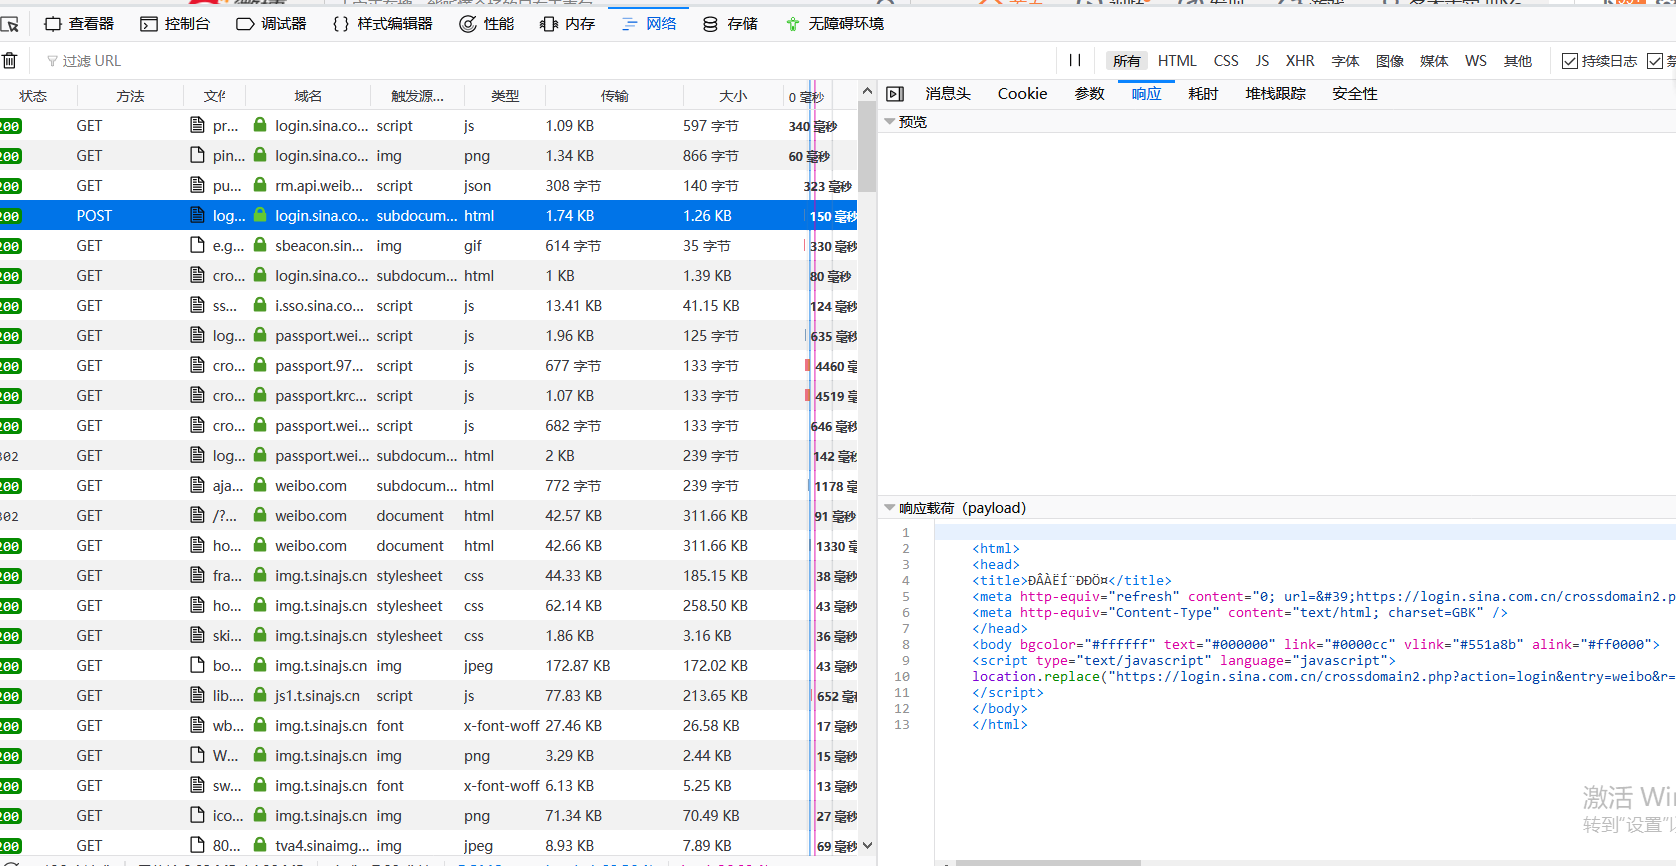 查看器 控制台 调试器 {} 样式编辑器 性能 内存 网络 存储 无障碍环境
过滤 URL 所有 HTML CSS JS XHR 字体 图像 媒体 WS 其他 持续日志 禁
状态 方法 文件 域名 触发源... 类型 传输 大小 0 毫秒
消息头 Cookie 参数 响应 耗时 堆栈跟踪 安全性
预览
200 GET pr... login.sina.co... script js 1.09 KB 597 字节 340 毫秒
200 GET pin... login.sina.co... img png 1.34 KB 866 字节 60 毫秒
200 GET pu... rm.api.weib... script json 308 字节 140 字节 323 毫秒
200 POST log... login.sina.co... subdocum... html 1.74 KB 1.26 KB 150 毫秒
200 GET e.g... sbeacon.sin... img gif 614 字节 35 字节 330 毫秒
200 GET cro... login.sina.co... subdocum... html 1 KB 1.39 KB 80 毫秒
200 GET ss... i.sso.sina.co... script js 13.41 KB 41.15 KB 124 毫秒
200 GET log... passport.wei... script js 1.96 KB 125 字节 635 毫秒
200 GET cro... passport.97... script js 677 字节 133 字节 4460 毫
200 GET cro... passport.krc... script js 1.07 KB 133 字节 4519 毫
200 GET cro... passport.wei... script js 682 字节 133 字节 646 毫秒
302 GET log... passport.wei... subdocum... html 2 KB 239 字节 142 毫秒
200 GET aja... weibo.com subdocum... html 772 字节 239 字节 1178 毫
302 GET /?... weibo.com document html 42.57 KB 311.66 KB 91 毫秒
200 GET ho... weibo.com document html 42.66 KB 311.66 KB 1330 毫
200 GET fra... img.t.sinajs.cn stylesheet css 44.33 KB 185.15 KB 38 毫秒
200 GET ho... img.t.sinajs.cn stylesheet css 62.14 KB 258.50 KB 43 毫秒
200 GET ski... img.t.sinajs.cn stylesheet css 1.86 KB 3.16 KB 36 毫秒
200 GET bo... img.t.sinajs.cn img jpeg 172.87 KB 172.02 KB 43 毫秒
200 GET lib.... js1.t.sinajs.cn script js 77.83 KB 213.65 KB 652 毫秒
200 GET wb... img.t.sinajs.cn font x-font-woff 27.46 KB 26.58 KB 17 毫秒
200 GET W... img.t.sinajs.cn img png 3.29 KB 2.44 KB 15 毫秒
200 GET sw... img.t.sinajs.cn font x-font-woff 6.13 KB 5.25 KB 13 毫秒
200 GET ico... img.t.sinajs.cn img png 71.34 KB 70.49 KB 27 毫秒
200 GET 80... tva4.sinaimg... img jpeg 8.93 KB 7.89 KB 69 毫秒
响应载荷（payload）
1
2 <html>
3 <head>
4 <title>ÐÂÀËÍ¨ÐÐÖ¤</title>
5 <meta http-equiv="refresh" content="0; url=&#39;https://login.sina.com.cn/crossdomain2.p
6 <meta http-equiv="Content-Type" content="text/html; charset=GBK" />
7 </head>
8 <body bgcolor="#ffffff" text="#000000" link="#0000cc" vlink="#551a8b" alink="#ff0000">
9 <script type="text/javascript" language="javascript">
10 location.replace("https://login.sina.com.cn/crossdomain2.php?action=login&entry=weibo&r=
11 </script>
12 </body>
13 </html>
激活 Win
转到"设置"以